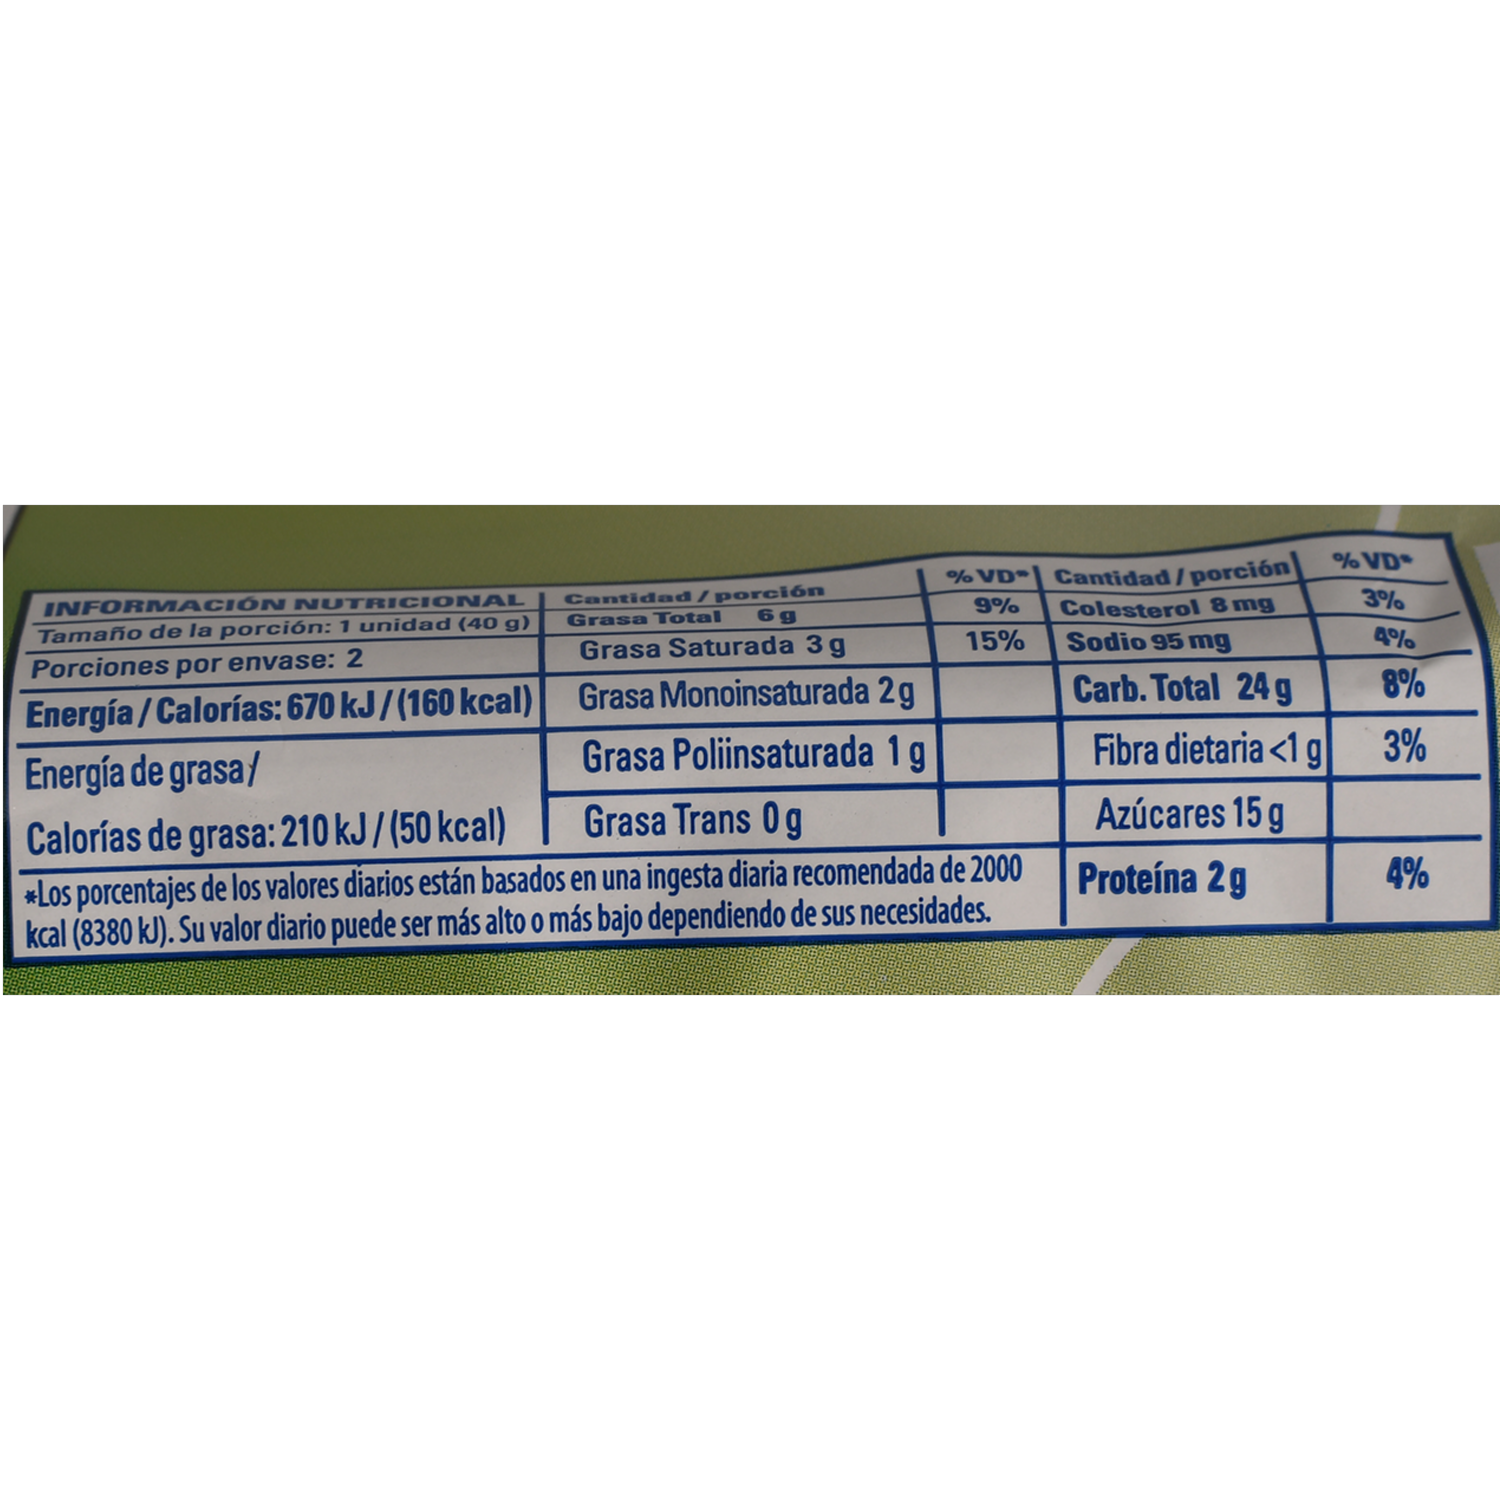 INFORMACIÓN NUTRICIONAL
Tamaño de la porción: 1 unidad (40 g)
Porciones por envase: 2
Energía / Calorías: 670 kJ / (160 kcal)
Energía de grasa/
Calorías de grasa: 210 kJ / (50 kcal)
Cantidad / porción % VD*
Grasa Total 6 g 9%
Grasa Saturada 3 g 15%
Grasa Monoinsaturada 2 g
Grasa Poliinsaturada 1 g
Grasa Trans 0 g
Cantidad / porción % VD*
Colesterol 8 mg 3%
Sodio 95 mg 4%
Carb. Total 24 g 8%
Fibra dietaria <1 g 3%
Azúcares 15 g
Proteína 2 g 4%
*Los porcentajes de los valores diarios están basados en una ingesta diaria recomendada de 2000
kcal (8380 kJ). Su valor diario puede ser más alto o más bajo dependiendo de sus necesidades.